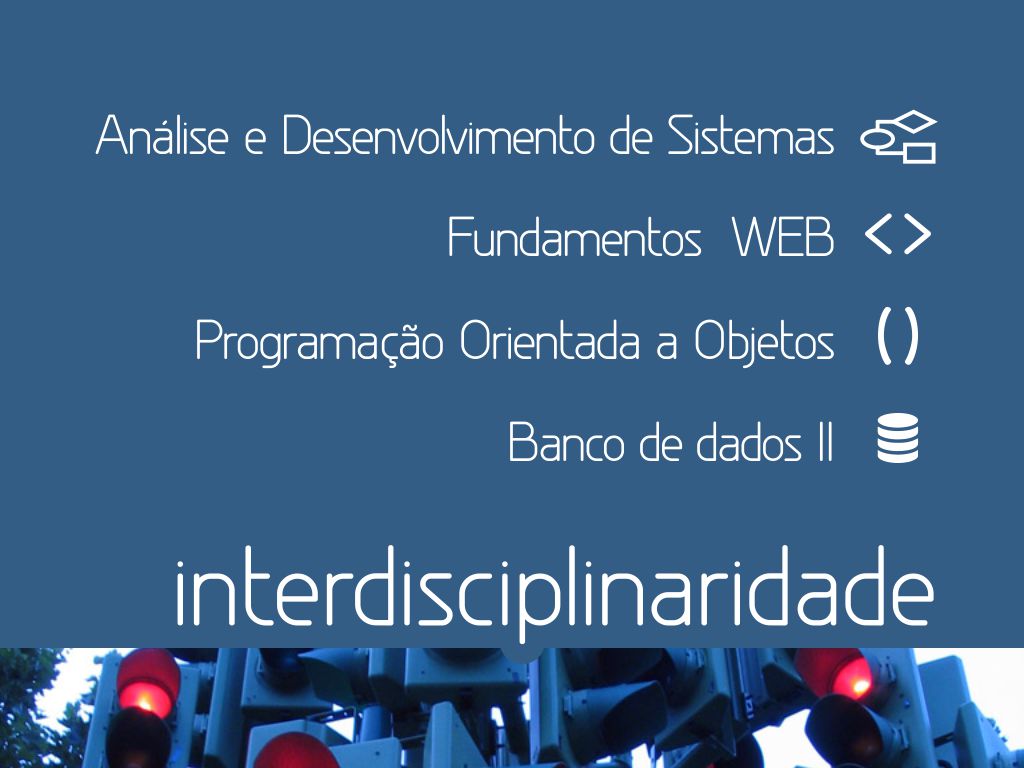 Análise e Desenvolvimento de Sistemas
Fundamentos WEB < >
Programação Orientada a Objetos ( )
Banco de dados II
interdisciplinaridade